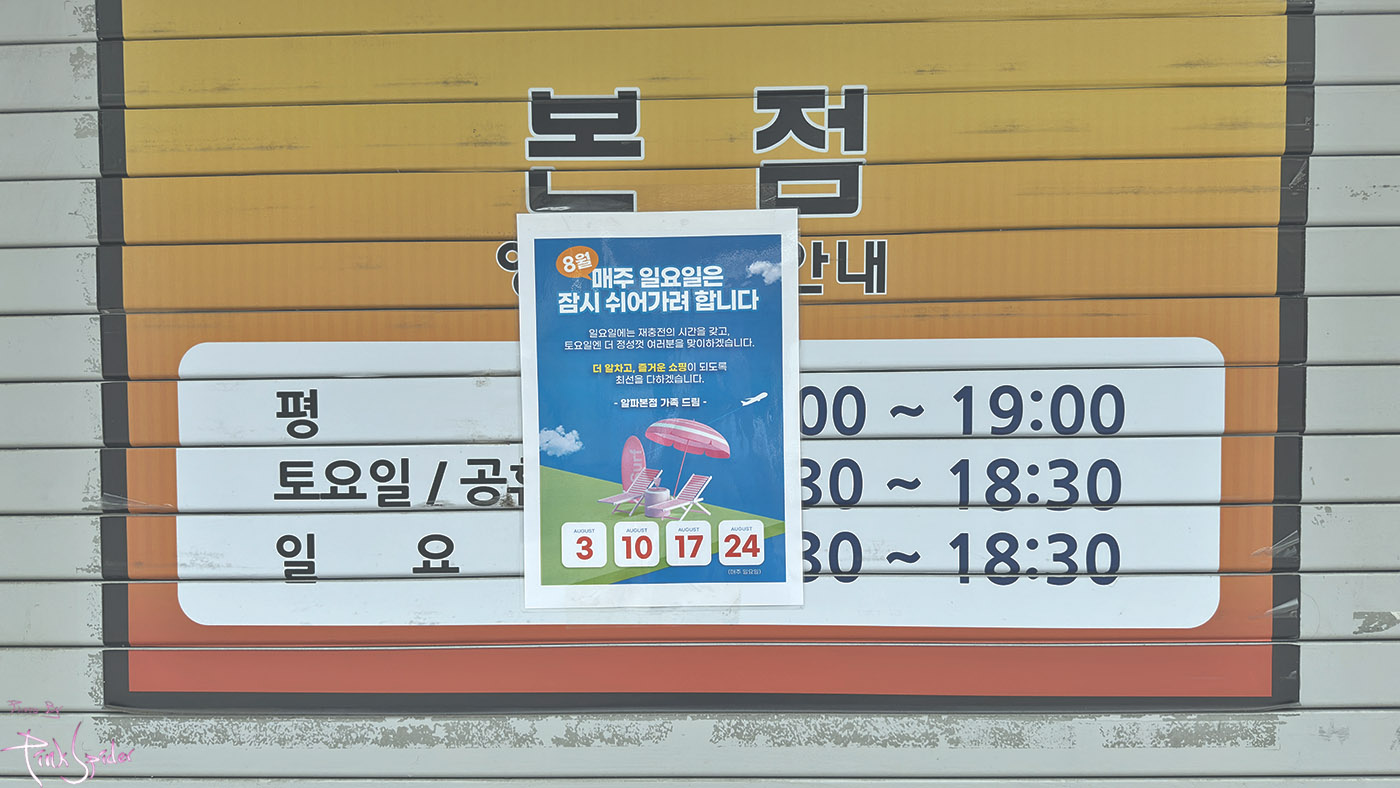 본 점
안내
8월
매주 일요일은
잠시 쉬어가려 합니다
일요일에는 재충전의 시간을 갖고,
토요일엔 더 정성껏 여러분을 맞이하겠습니다.
더 알차고, 즐거운 쇼핑이 되도록
최선을 다하겠습니다.
- 알파본점 가족 드림 -
Surf
AUGUST AUGUST AUGUST AUGUST
3 10 17 24
(매주 일요일)
평 00 ~ 19:00
토요일 / 공휴 30 ~ 18:30
일 요 30 ~ 18:30
Pink Spider